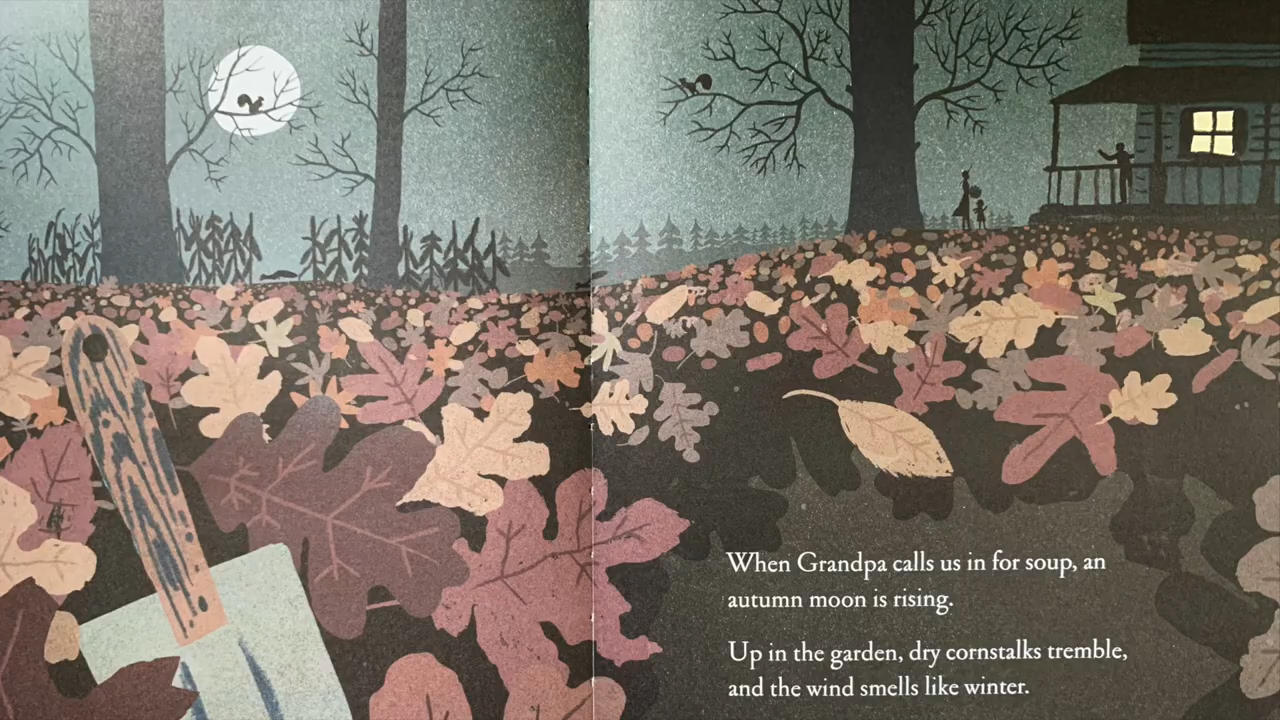 When Grandpa calls us in for soup, an
autumn moon is rising.
Up in the garden, dry cornstalks tremble,
and the wind smells like winter.